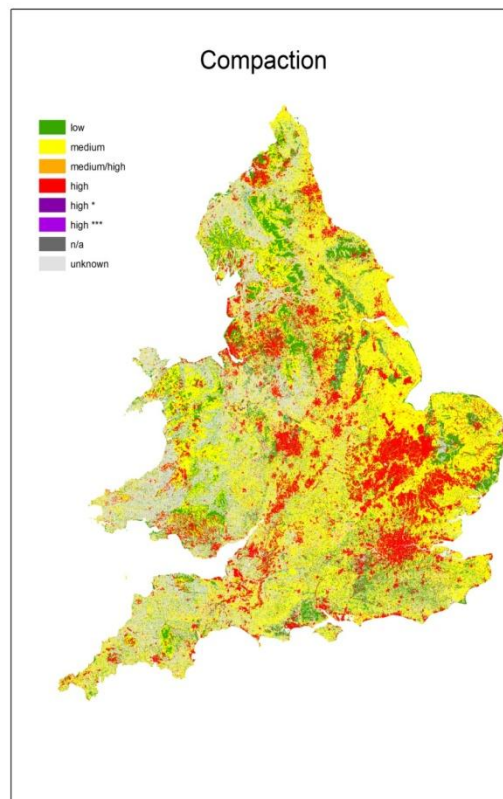 Compaction
low
medium
medium/high
high
high *
high ***
n/a
unknown